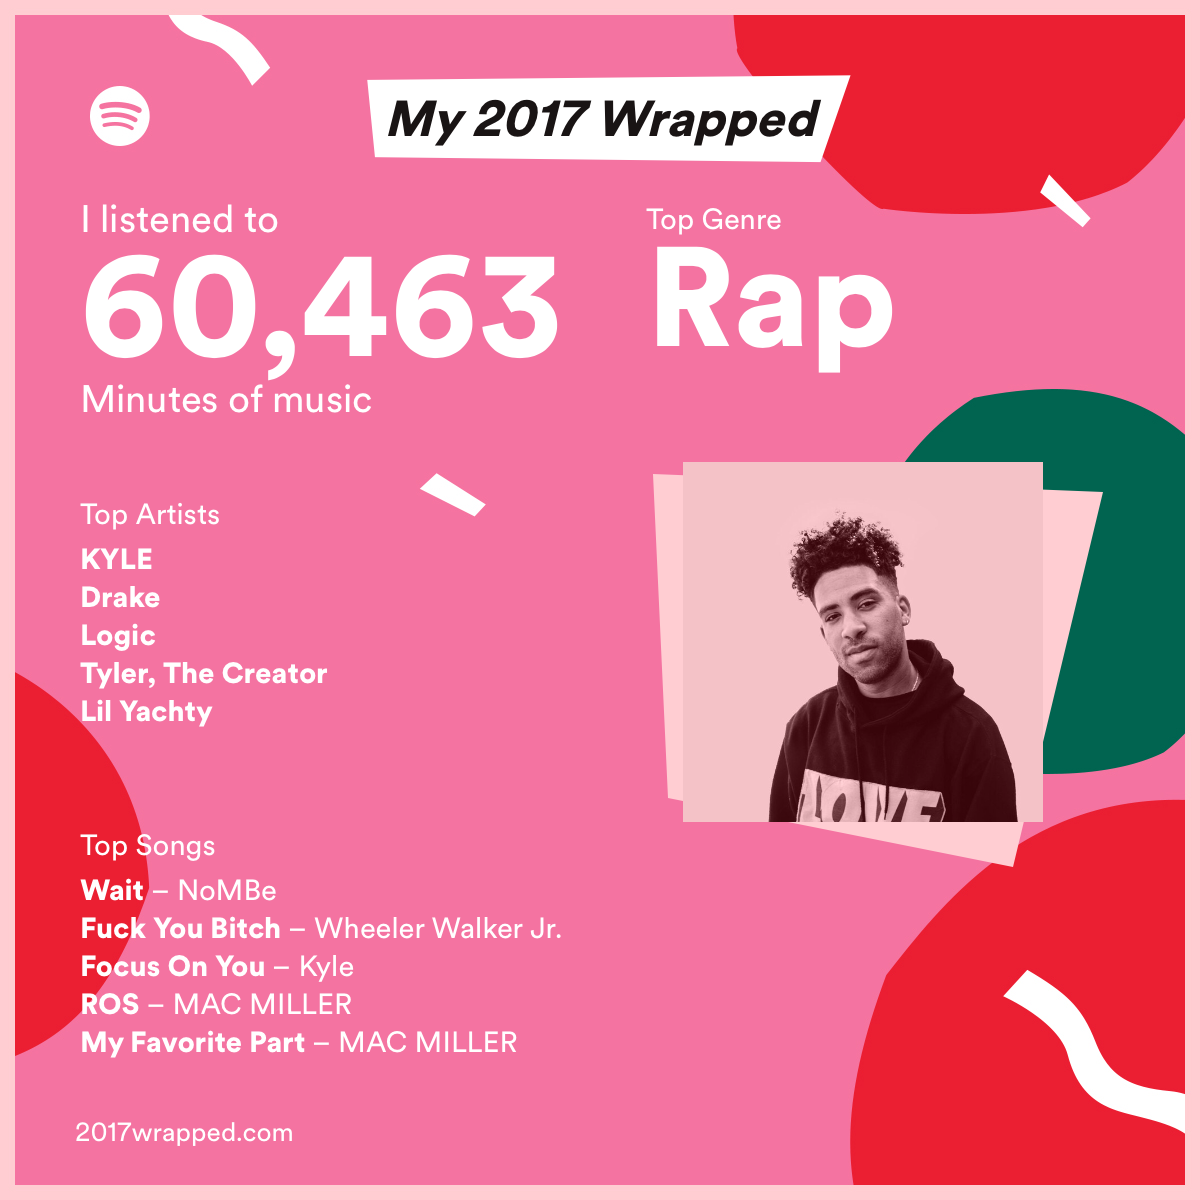 My 2017 Wrapped
I listened to
60,463
Minutes of music
Top Genre
Rap
Top Artists
KYLE
Drake
Logic
Tyler, The Creator
Lil Yachty
Top Songs
Wait – NoMBe
Fuck You Bitch – Wheeler Walker Jr.
Focus On You – Kyle
ROS – MAC MILLER
My Favorite Part – MAC MILLER
2017wrapped.com